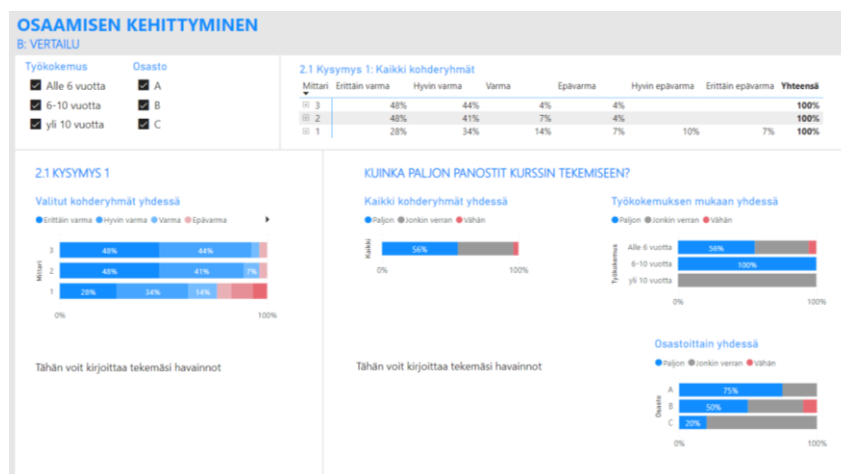 OSAAMISEN KEHITTYMINEN
B: VERTAILU
Työkokemus
Alle 6 vuotta
6-10 vuotta
yli 10 vuotta
Osasto
A
B
C
2.1 Kysymys 1: Kaikki kohderyhmät
Mittari Erittäin varma Hyvin varma Varma Epävarma Hyvin epävarma Erittäin epävarma Yhteensä
3 48% 44% 4% 4% 100%
2 48% 41% 7% 4% 100%
1 28% 34% 14% 7% 10% 7% 100%
2.1 KYSYMYS 1
Valitut kohderyhmät yhdessä
Erittäin varma Hyvin varma Varma Epävarma
Mittari
3 48% 44%
2 48% 41% 7%
1 28% 34% 14%
0% 100%
Tähän voit kirjoittaa tekemäsi havainnot
KUINKA PALJON PANOSTIT KURSSIN TEKEMISEEN?
Kaikki kohderyhmät yhdessä
Paljon Jonkin verran Vähän
Kaikki 56%
0% 100%
Tähän voit kirjoittaa tekemäsi havainnot
Työkokemuksen mukaan yhdessä
Paljon Jonkin verran Vähän
Työkokemus
Alle 6 vuotta 56%
6-10 vuotta 100%
yli 10 vuotta
0% 100%
Osastoittain yhdessä
Paljon Jonkin verran Vähän
Osasto
A 75%
B 50%
C 20%
0% 100%